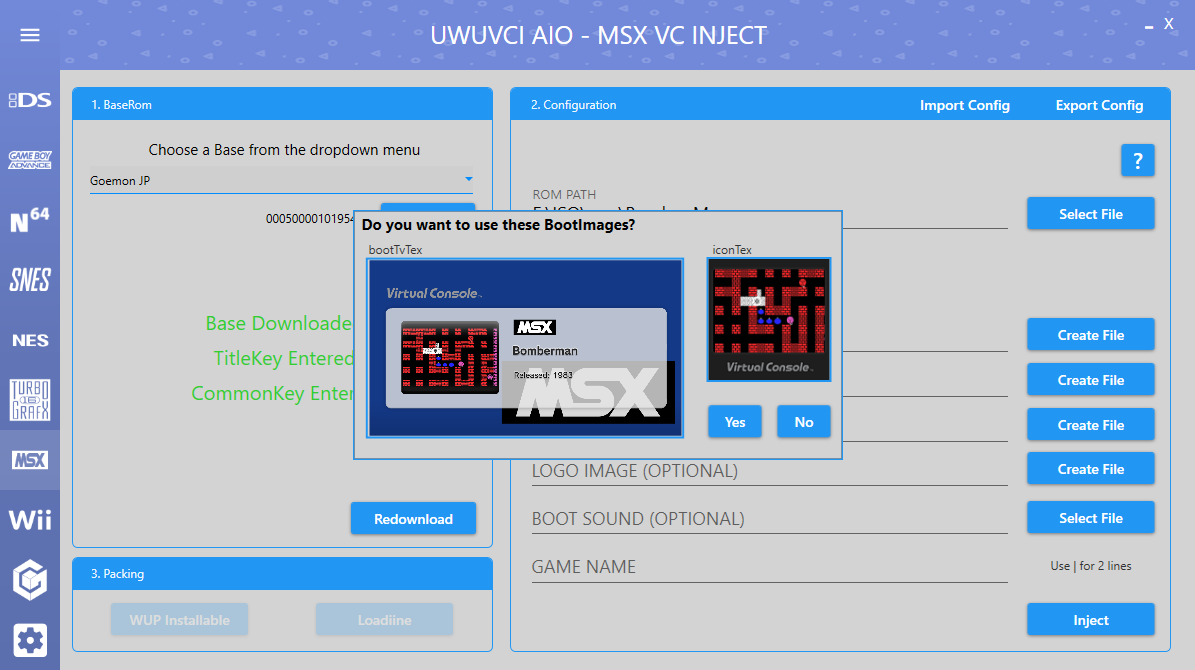 UWUVCI AIO - MSX VC INJECT
X
DS
GAME BOY
ADVANCE
N64
SNES
NES
TURBO
16
GRAFX
MSX
Wii
1. BaseRom
Choose a Base from the dropdown menu
Goemon JP
00050000101954
Base Downloade
TitleKey Entered
CommonKey Enter
Redownload
3. Packing
WUP Installable
Loadiine
2. Configuration
Import Config
Export Config
?
ROM PATH
Select File
Create File
Create File
Create File
LOGO IMAGE (OPTIONAL)
Create File
BOOT SOUND (OPTIONAL)
Select File
GAME NAME
Use | for 2 lines
Inject
Do you want to use these BootImages?
bootTvTex
Virtual Console
MSX
Bomberman
Released: 1983
MSX
iconTex
Virtual Console
Yes
No